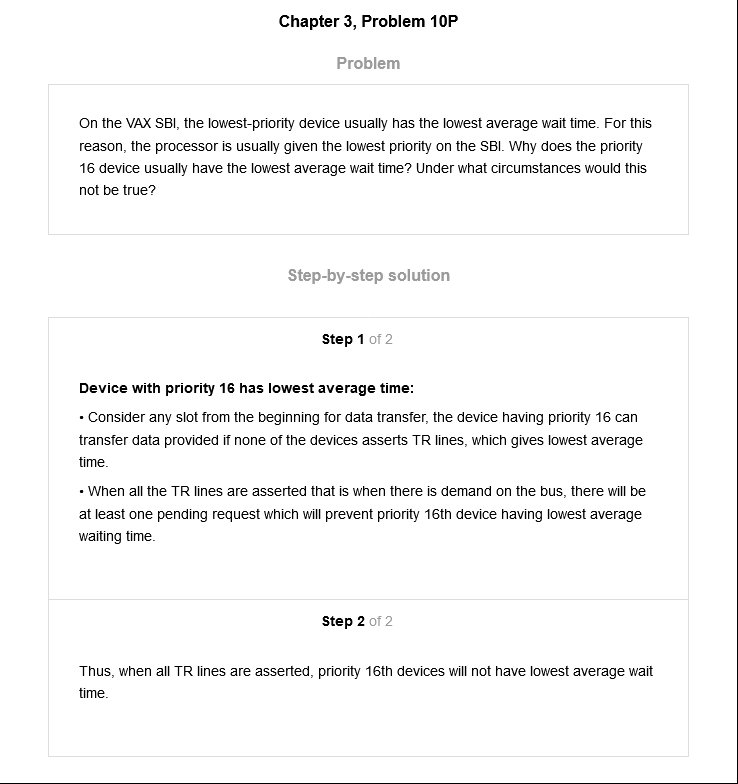 Chapter 3, Problem 10P
Problem
On the VAX SBI, the lowest-priority device usually has the lowest average wait time. For this
reason, the processor is usually given the lowest priority on the SBI. Why does the priority
16 device usually have the lowest average wait time? Under what circumstances would this
not be true?
Step-by-step solution
Step 1 of 2
Device with priority 16 has lowest average time:
• Consider any slot from the beginning for data transfer, the device having priority 16 can
transfer data provided if none of the devices asserts TR lines, which gives lowest average
time.
• When all the TR lines are asserted that is when there is demand on the bus, there will be
at least one pending request which will prevent priority 16th device having lowest average
waiting time.
Step 2 of 2
Thus, when all TR lines are asserted, priority 16th devices will not have lowest average wait
time.